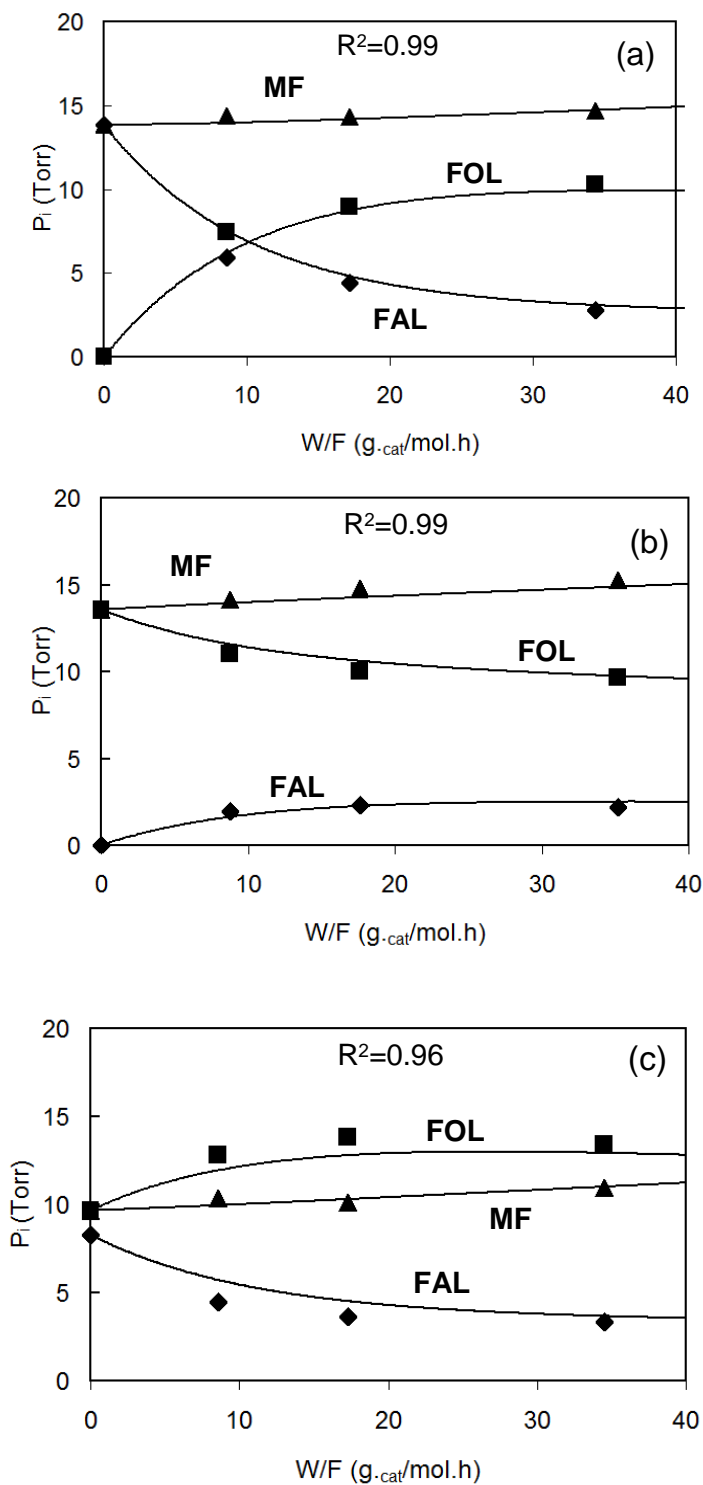 20
R²=0.99
(a)
MF
15
FOL
10
5
FAL
0
0 10 20 30 40
Pi (Torr)
W/F (g.cat/mol.h)
20
R²=0.99
(b)
MF
15
FOL
10
5
FAL
0
0 10 20 30 40
Pi (Torr)
W/F (g.cat/mol.h)
20
R²=0.96
(c)
15
FOL
10
MF
5
FAL
0
0 10 20 30 40
Pi (Torr)
W/F (g.cat/mol.h)